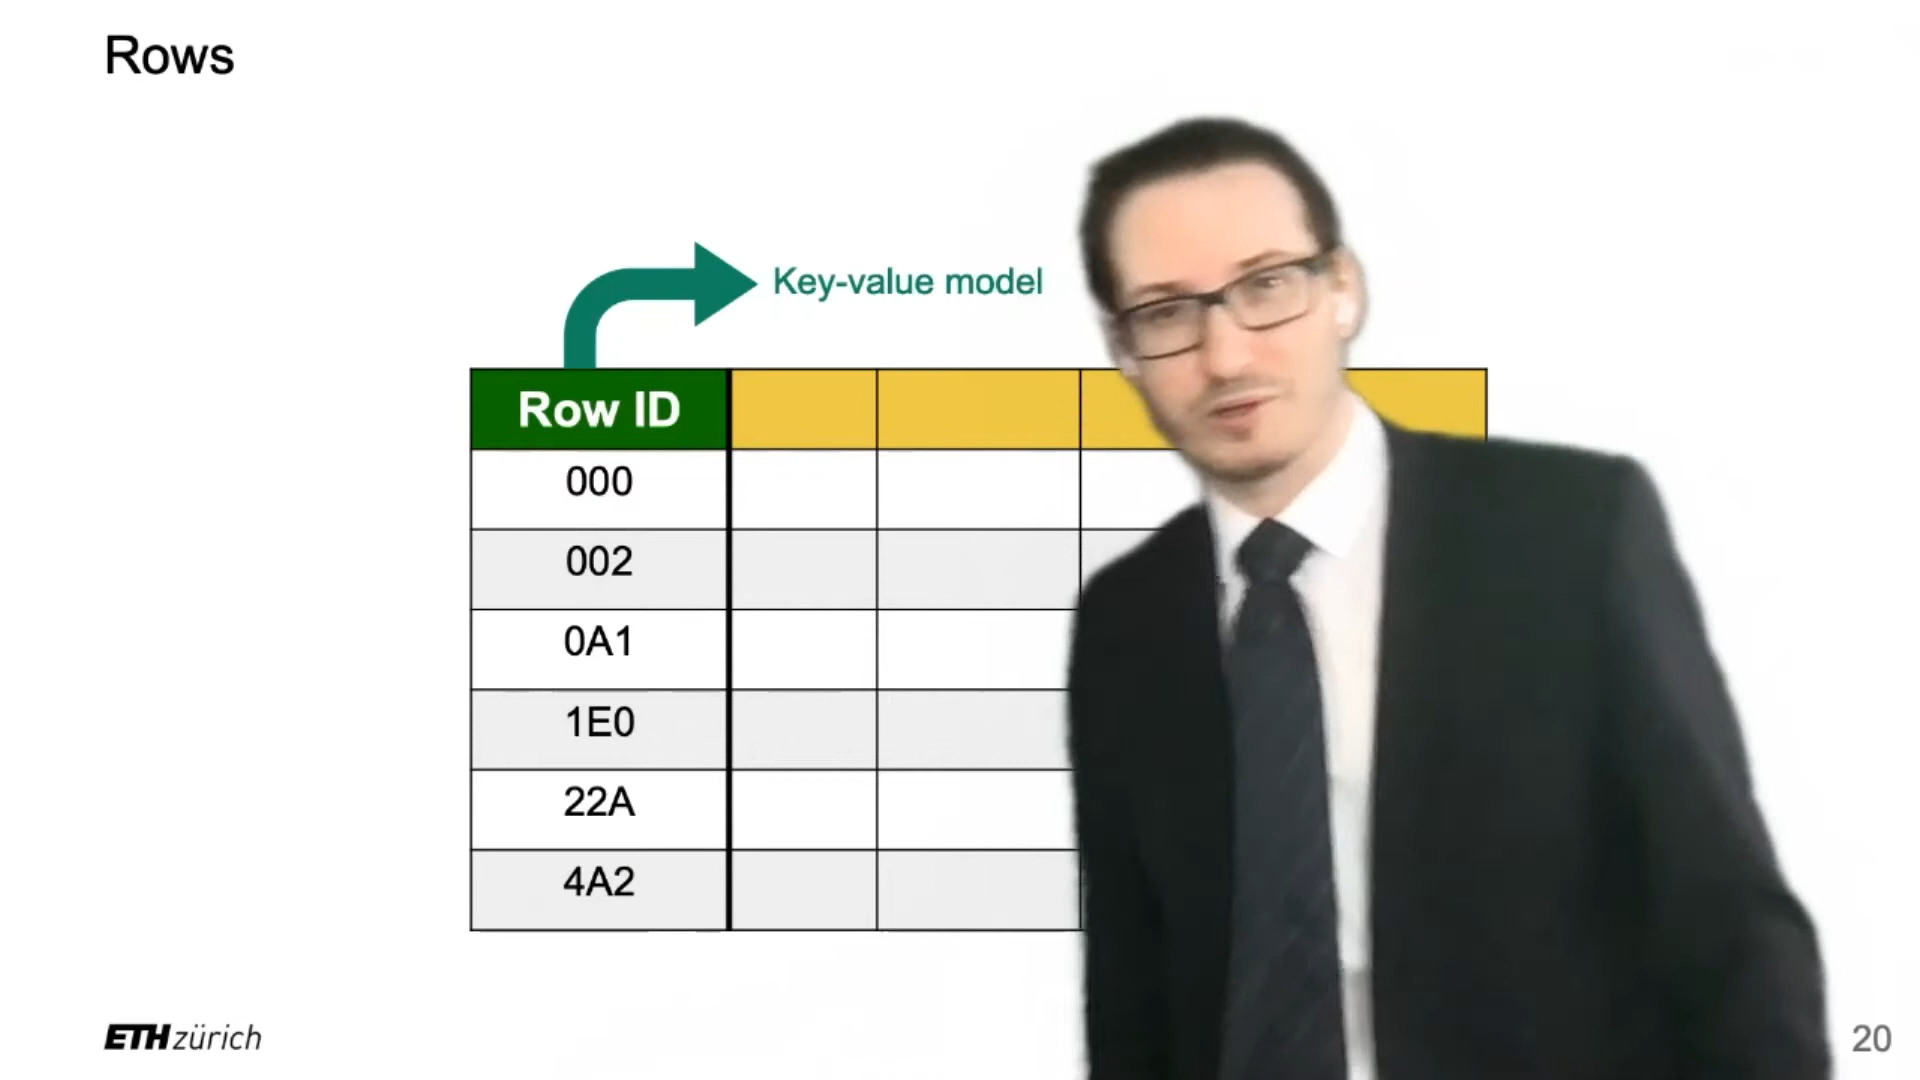 Rows
Key-value model
Row ID
000
002
0A1
1E0
22A
4A2
ETH zürich
20